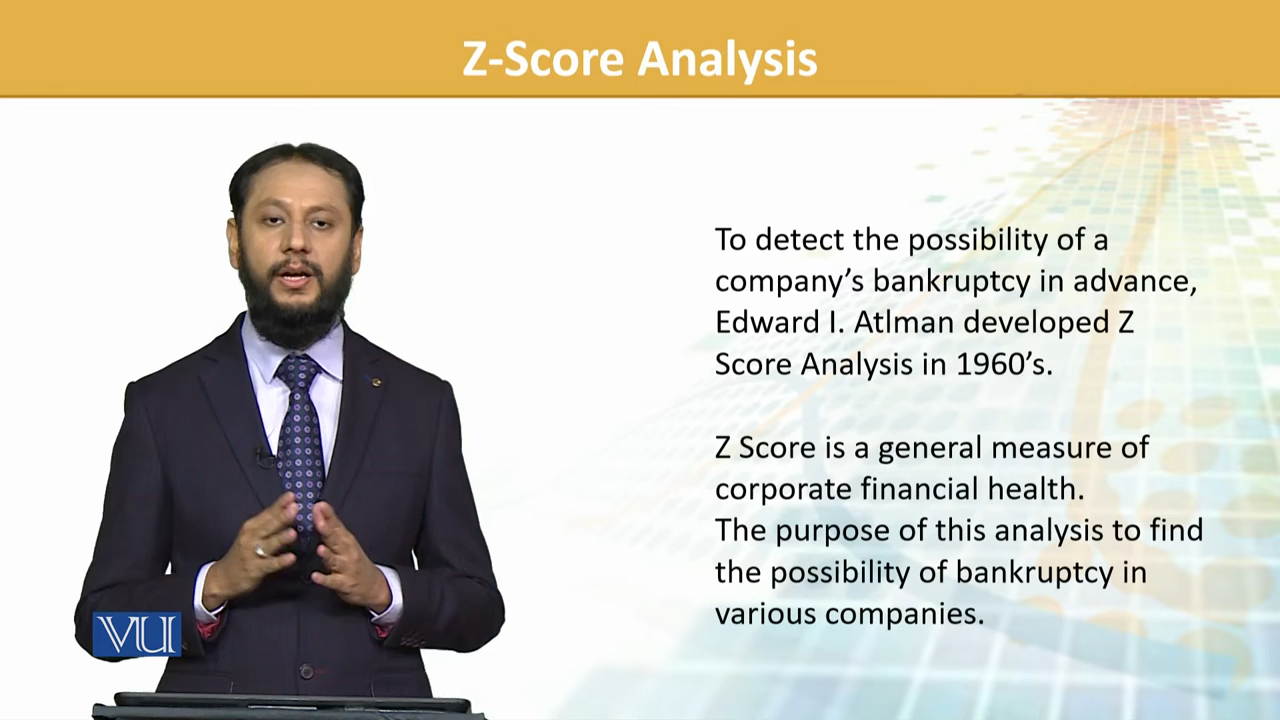 Z-Score Analysis
To detect the possibility of a
company’s bankruptcy in advance,
Edward I. Atlman developed Z
Score Analysis in 1960’s.
Z Score is a general measure of
corporate financial health.
The purpose of this analysis to find
the possibility of bankruptcy in
various companies.
VU